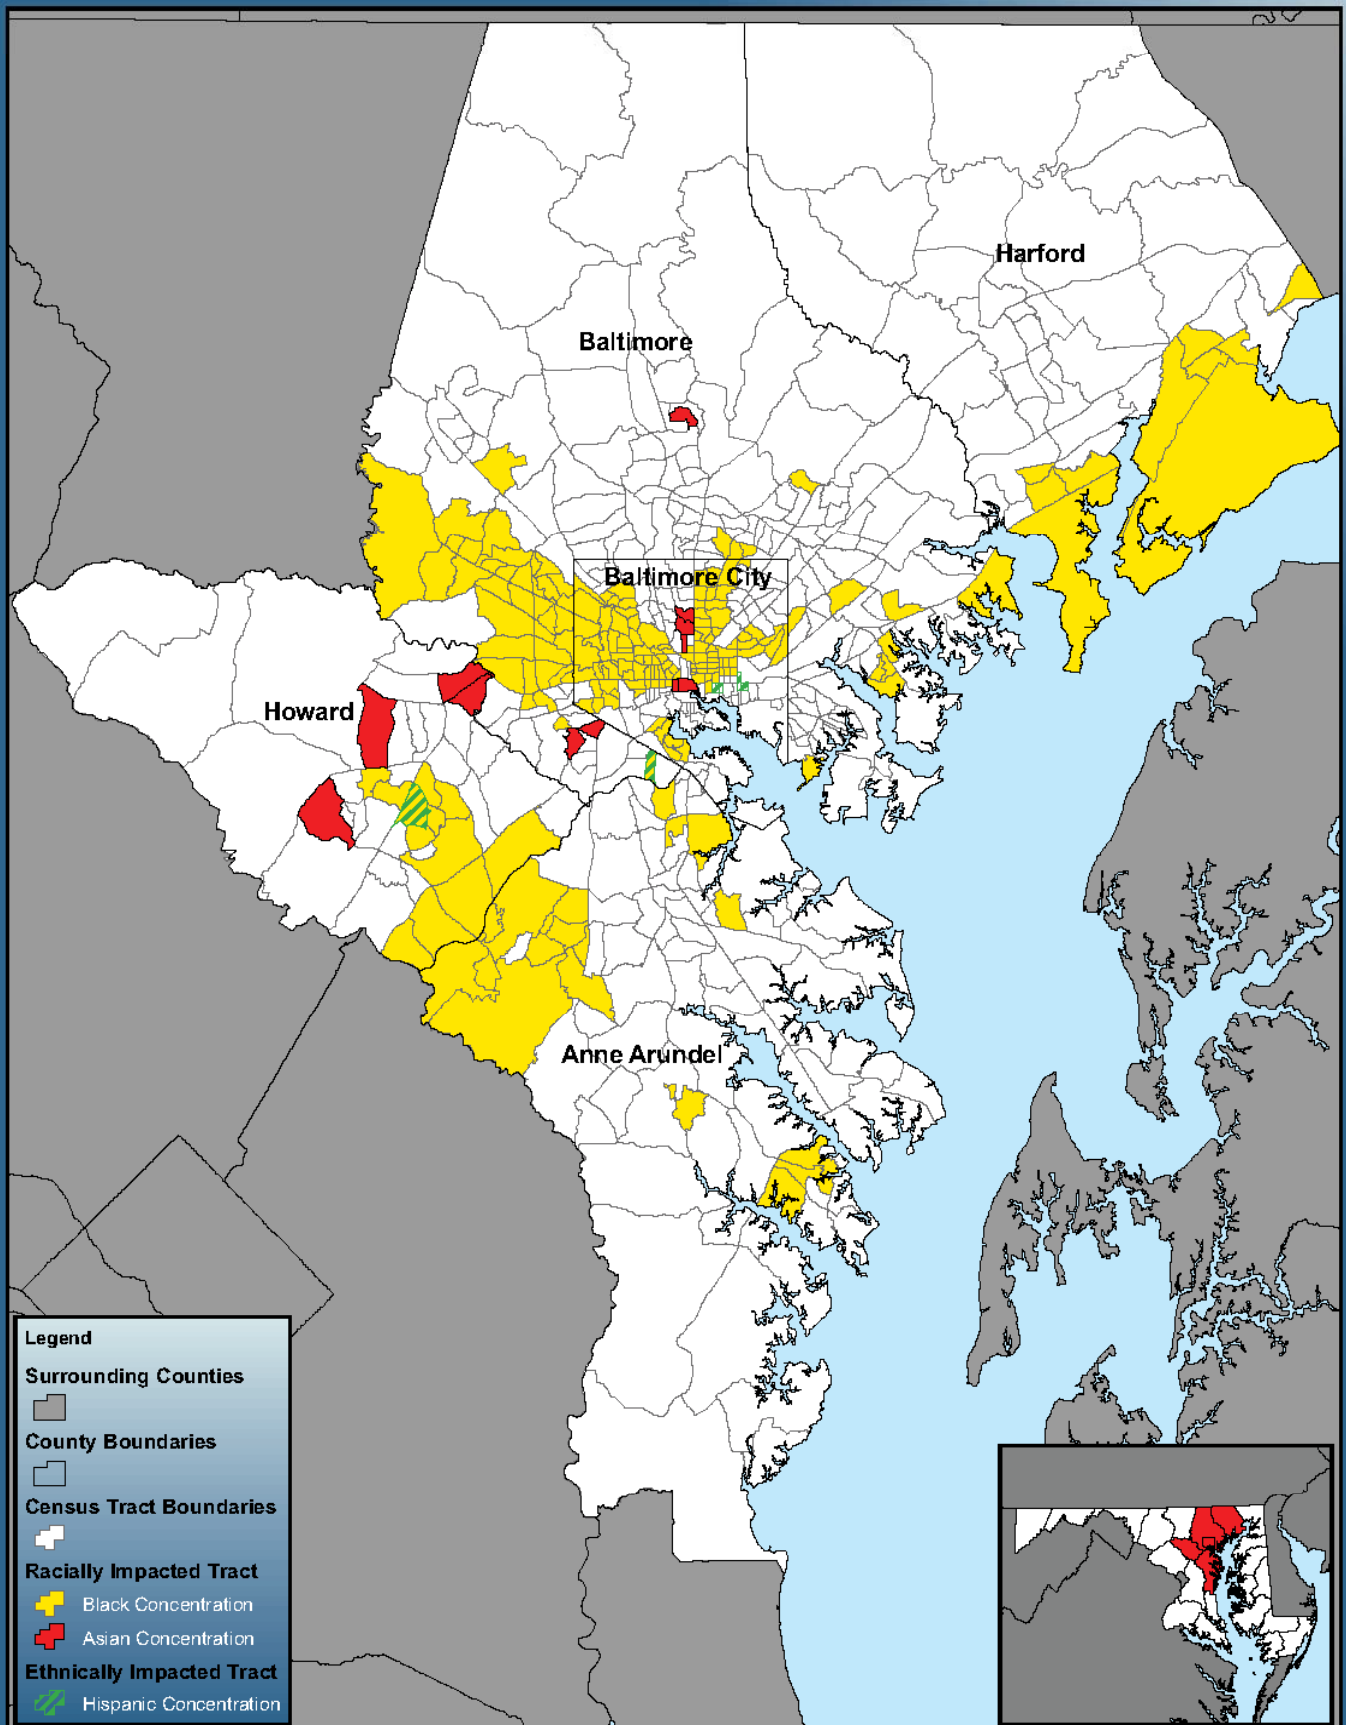 Harford
Baltimore
Baltimore City
Howard
Anne Arundel
Legend
Surrounding Counties
County Boundaries
Census Tract Boundaries
Racially Impacted Tract
Black Concentration
Asian Concentration
Ethnically Impacted Tract
Hispanic Concentration